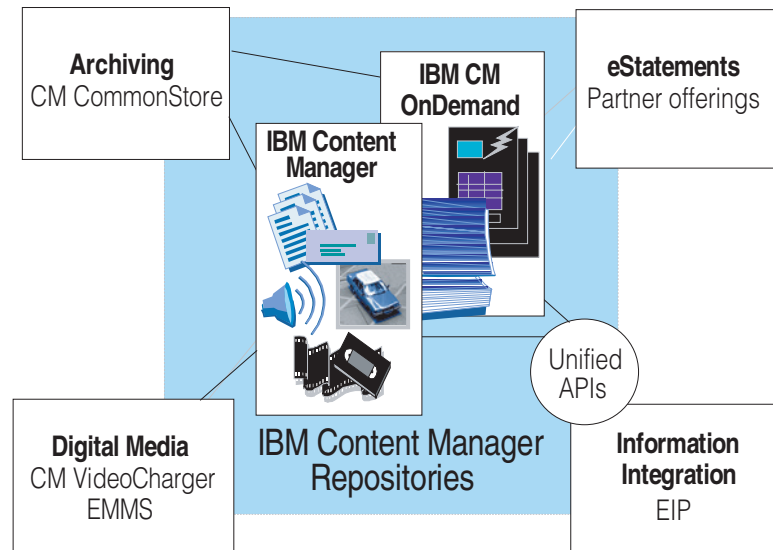 Archiving
CM CommonStore
IBM CM
OnDemand
eStatements
Partner offerings
IBM Content
Manager
Unified
APIs
Digital Media
CM VideoCharger
EMMS
IBM Content Manager
Repositories
Information
Integration
EIP